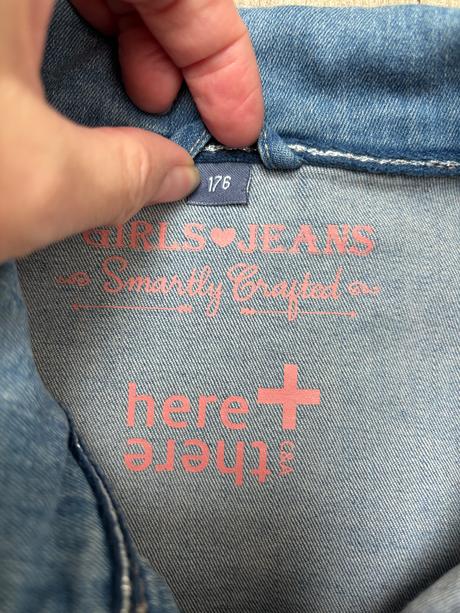 176
GIRLS♥JEANS
Smartly Crafted
here+
there
C&A